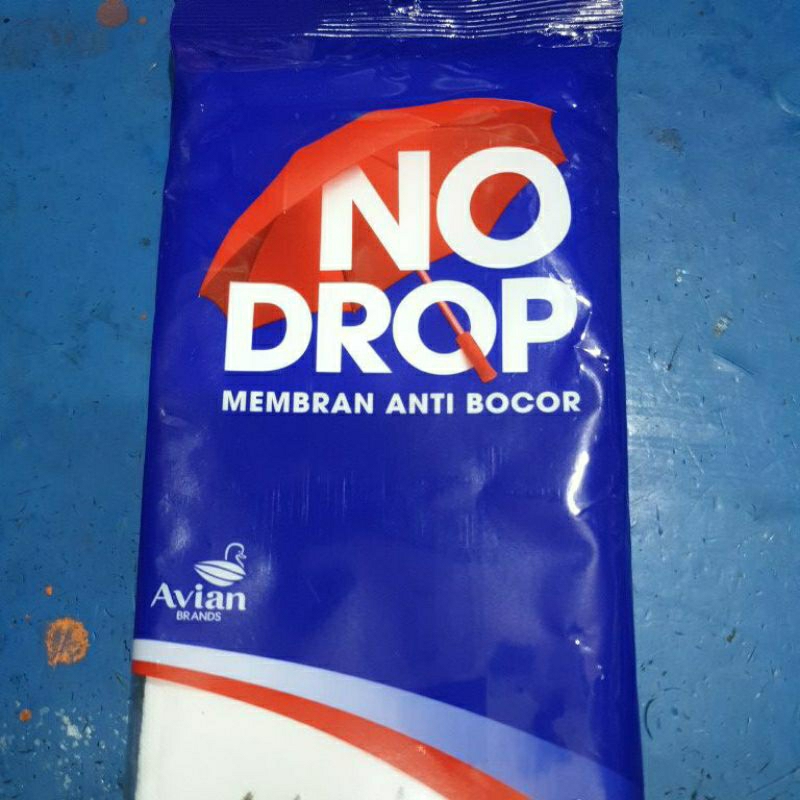 NO
DROP
MEMBRAN ANTI BOCOR
Avian
BRANDS